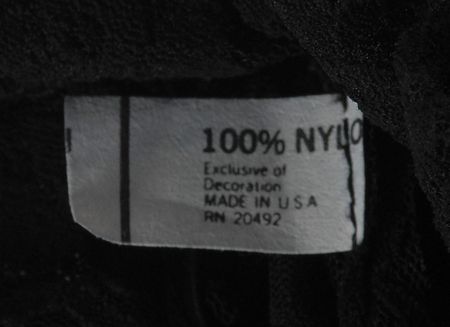 100% NYLO
Exclusive of
Decoration
MADE IN U S A
RN 20492